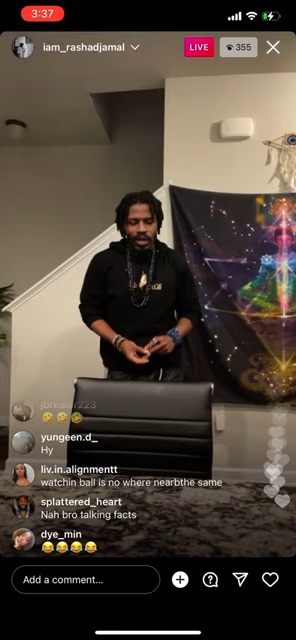 3:37
iam_rashadjamal
LIVE
355
jbrealer223
🤣🤣🤣
yungeen.d_
Hy
liv.in.alignmentt
watchin ball is no where nearbthe same
splattered_heart
Nah bro talking facts
dye_min
😂😂😂😂
Add a comment...